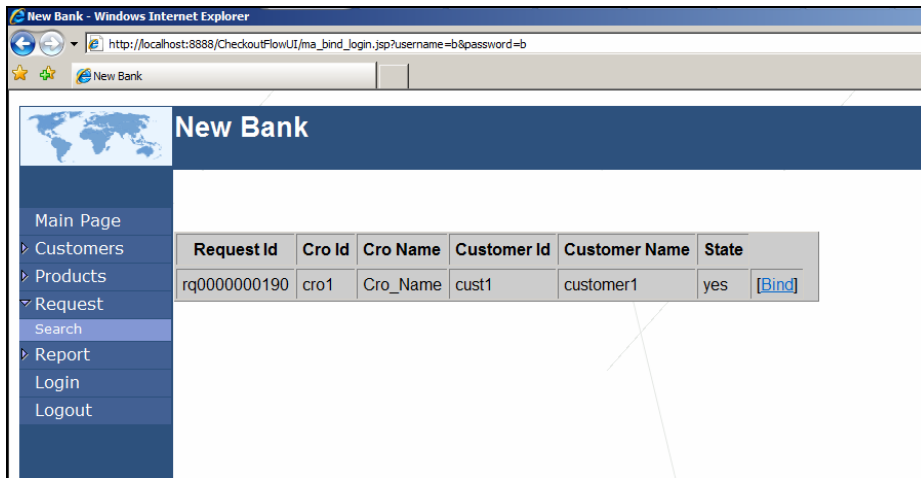 New Bank - Windows Internet Explorer
http://localhost:8888/CheckoutFlowUI/ma_bind_login.jsp?username=b&password=b
New Bank
New Bank
Main Page
Customers
Products
Request
Search
Report
Login
Logout
Request Id Cro Id Cro Name Customer Id Customer Name State
rq0000000190 cro1 Cro_Name cust1 customer1 yes [Bind]